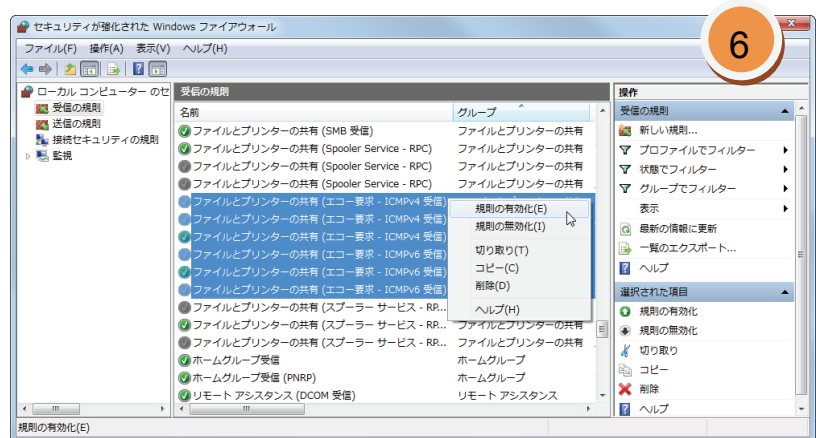 セキュリティが強化された Windows ファイアウォール
6
ファイル(F) 操作(A) 表示(V) ヘルプ(H)
ローカル コンピューター のセ
受信の規則
送信の規則
接続セキュリティの規則
監視
受信の規則
名前 グループ
ファイルとプリンターの共有 (SMB 受信) ファイルとプリンターの共有
ファイルとプリンターの共有 (Spooler Service - RPC) ファイルとプリンターの共有
ファイルとプリンターの共有 (Spooler Service - RPC) ファイルとプリンターの共有
ファイルとプリンターの共有 (Spooler Service - RPC) ファイルとプリンターの共有
ファイルとプリンターの共有 (エコー要求 - ICMPv4 受信)
ファイルとプリンターの共有 (エコー要求 - ICMPv4 受信)
ファイルとプリンターの共有 (エコー要求 - ICMPv4 受信)
ファイルとプリンターの共有 (エコー要求 - ICMPv6 受信)
ファイルとプリンターの共有 (エコー要求 - ICMPv6 受信)
ファイルとプリンターの共有 (エコー要求 - ICMPv6 受信)
ファイルとプリンターの共有 (スプーラー サービス - RP...
ファイルとプリンターの共有 (スプーラー サービス - RP... ファイルとプリンターの共有
ファイルとプリンターの共有 (スプーラー サービス - RP... ファイルとプリンターの共有
ホームグループ受信 ホームグループ
ホームグループ受信 (PNRP) ホームグループ
リモート アシスタンス (DCOM 受信) リモート アシスタンス
規則の有効化(E)
規則の無効化(I)
切り取り(T)
コピー(C)
削除(D)
ヘルプ(H)
操作
受信の規則
新しい規則...
プロファイルでフィルター
状態でフィルター
グループでフィルター
表示
最新の情報に更新
一覧のエクスポート...
ヘルプ
選択された項目
規則の有効化
規則の無効化
切り取り
コピー
削除
ヘルプ
規則の有効化(E)